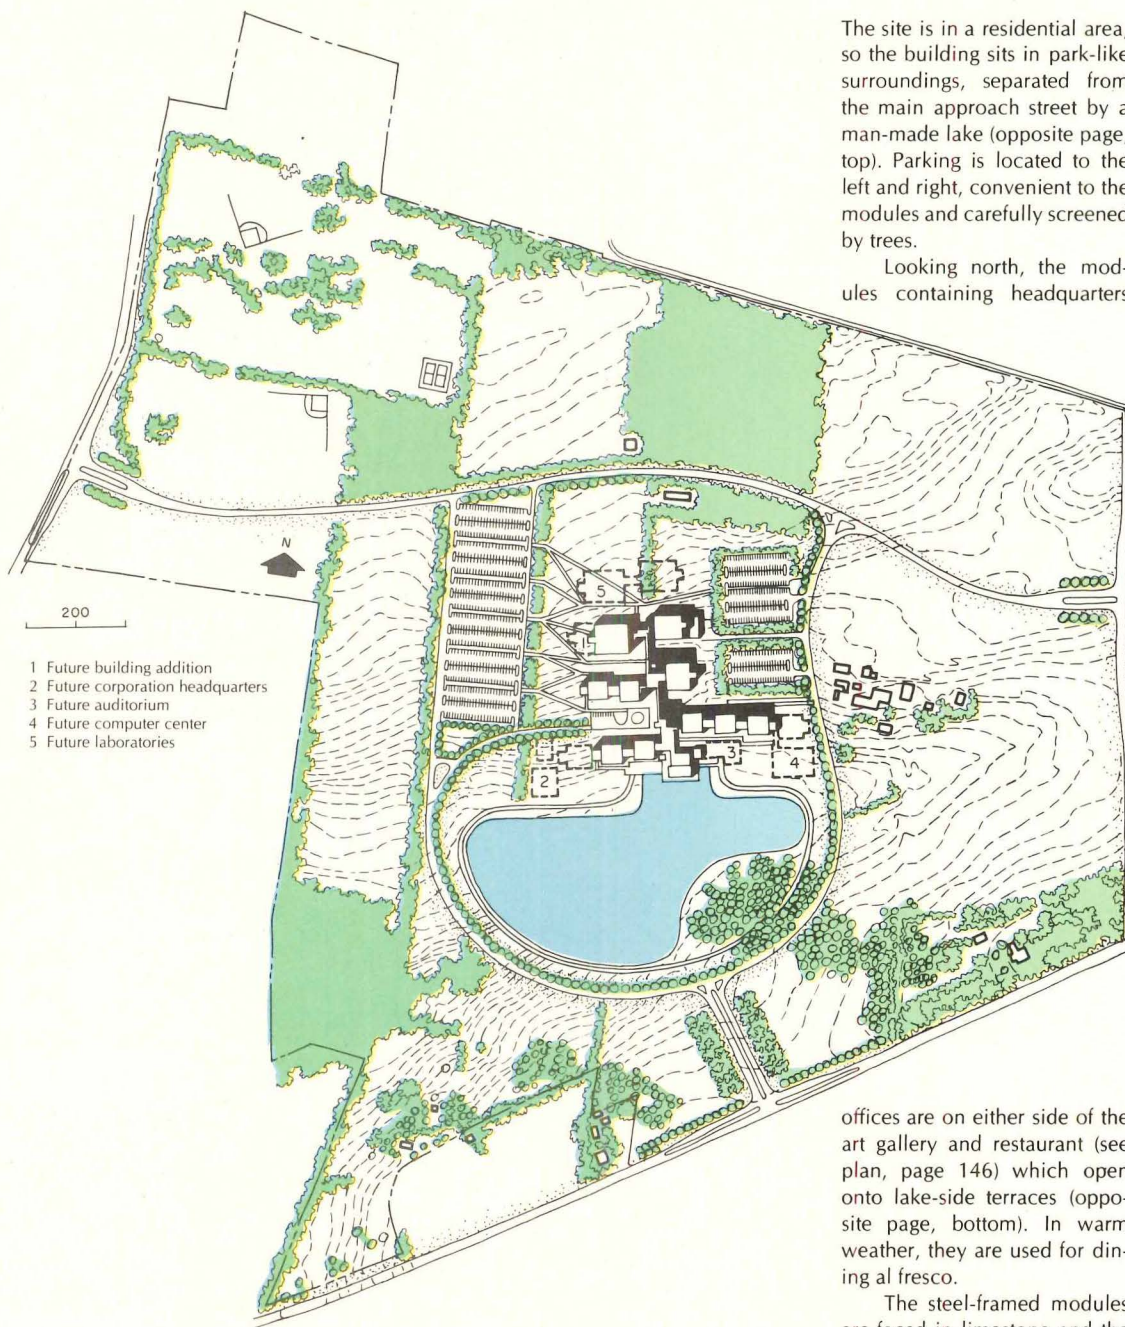 The site is in a residential area,
so the building sits in park-like
surroundings, separated from
the main approach street by a
man-made lake (opposite page,
top). Parking is located to the
left and right, convenient to the
modules and carefully screened
by trees.
Looking north, the mod-
ules containing headquarters
N
200
1 Future building addition
2 Future corporation headquarters
3 Future auditorium
4 Future computer center
5 Future laboratories
5
3
4
2
offices are on either side of the
art gallery and restaurant (see
plan, page 146) which open
onto lake-side terraces (oppo-
site page, bottom). In warm
weather, they are used for din-
ing al fresco.
The steel-framed modules
are faced in limestone and the